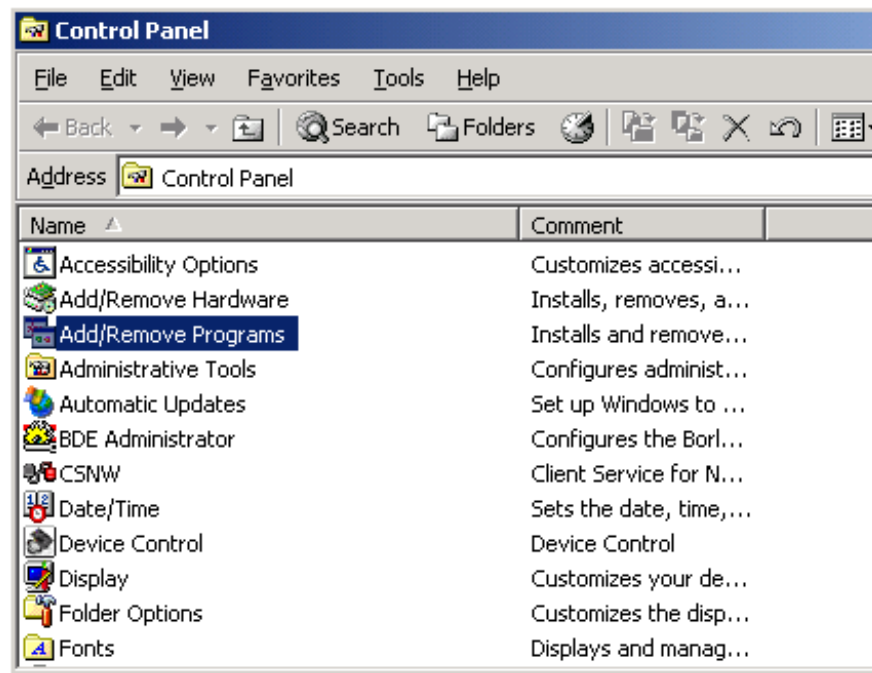 Control Panel
File Edit View Favorites Tools Help
Back Search Folders
Address Control Panel
Name Comment
Accessibility Options Customizes accessi...
Add/Remove Hardware Installs, removes, a...
Add/Remove Programs Installs and remove...
Administrative Tools Configures administ...
Automatic Updates Set up Windows to ...
BDE Administrator Configures the Borl...
CSNW Client Service for N...
Date/Time Sets the date, time,...
Device Control Device Control
Display Customizes your de...
Folder Options Customizes the disp...
Fonts Displays and manag...